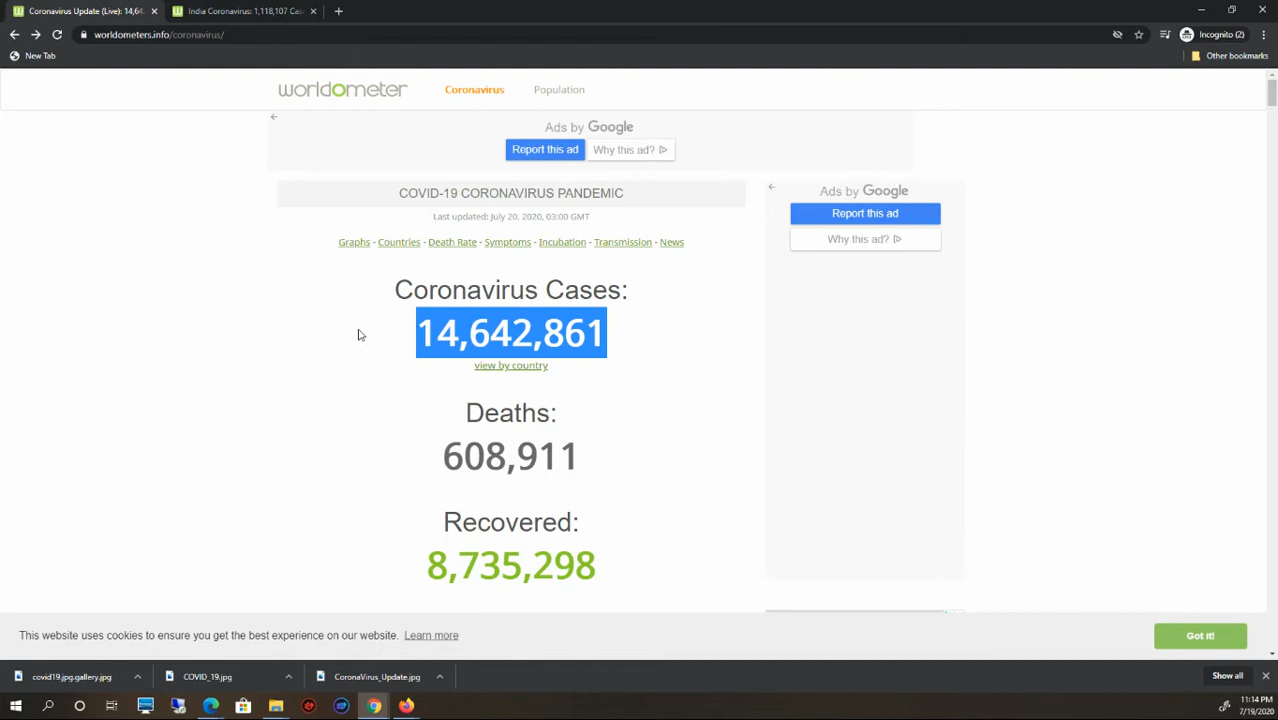 Coronavirus Update (Live): 14,64
India Coronavirus: 1,118,107 Cas
worldometers.info/coronavirus/
Incognito (2)
New Tab
Other bookmarks
worldometer
Coronavirus
Population
Ads by Google
Report this ad
Why this ad?
COVID-19 CORONAVIRUS PANDEMIC
Last updated: July 20, 2020, 03:00 GMT
Graphs - Countries - Death Rate - Symptoms - Incubation - Transmission - News
Coronavirus Cases:
14,642,861
view by country
Deaths:
608,911
Recovered:
8,735,298
Ads by Google
Report this ad
Why this ad?
This website uses cookies to ensure you get the best experience on our website. Learn more
Got it!
covid19.jpg.gallery.jpg
COVID_19.jpg
CoronaVirus_Update.jpg
Show all
11:14 PM
7/19/2020